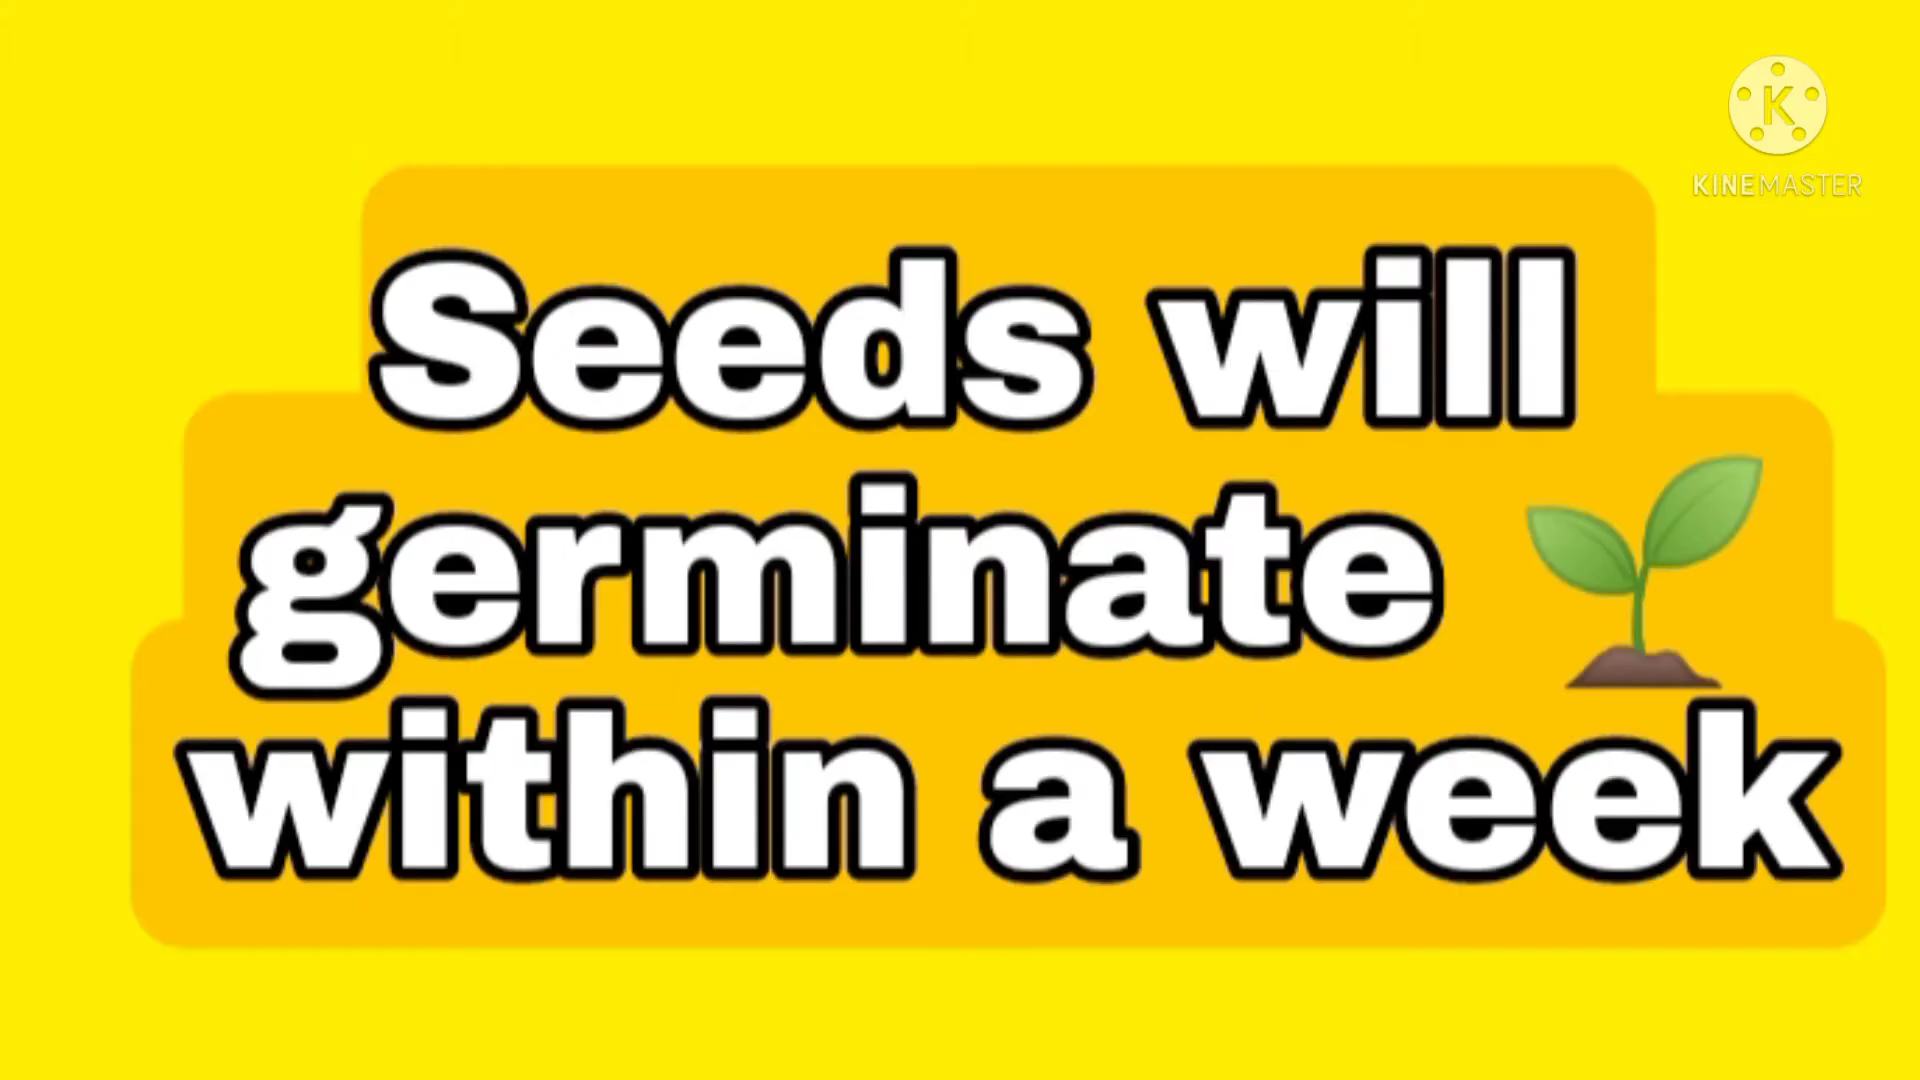 K
KINEMASTER
Seeds will
germinate 🌱
within a week